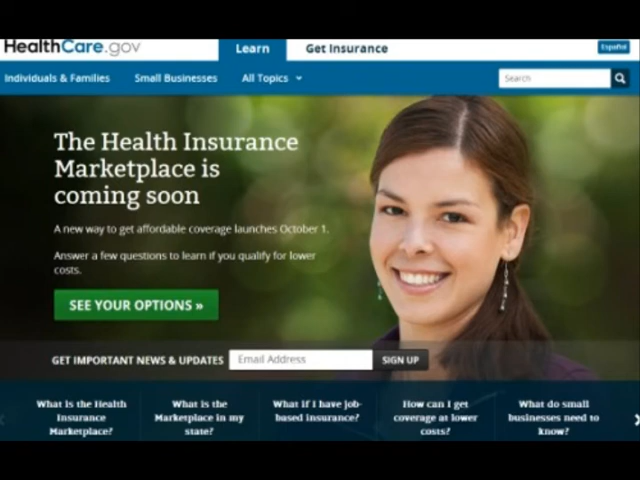 HealthCare.gov
Learn
Get Insurance
Español
Individuals & Families
Small Businesses
All Topics
Search
The Health Insurance
Marketplace is
coming soon
A new way to get affordable coverage launches October 1.
Answer a few questions to learn if you qualify for lower
costs.
SEE YOUR OPTIONS »
GET IMPORTANT NEWS & UPDATES
Email Address
SIGN UP
What is the Health
Insurance
Marketplace?
What is the
Marketplace in my
state?
What if I have job-
based insurance?
How can I get
coverage at lower
costs?
What do small
businesses need to
know?